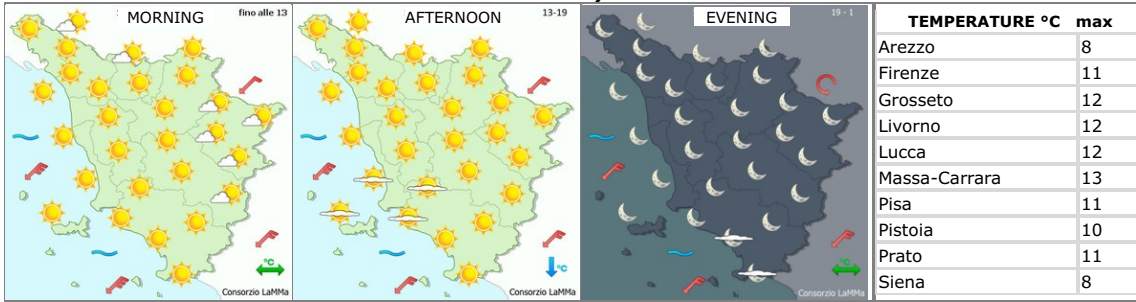 MORNING fino alle 13
AFTERNOON 13-19
EVENING 19 - 1
°C
Consorzio LaMMa
°C
Consorzio LaMMa
°C
Consorzio LaMMa
TEMPERATURE °C max
Arezzo 8
Firenze 11
Grosseto 12
Livorno 12
Lucca 12
Massa-Carrara 13
Pisa 11
Pistoia 10
Prato 11
Siena 8